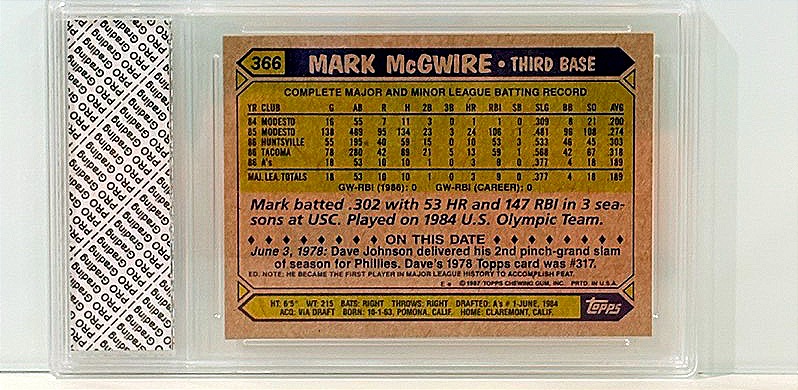 366 MARK McGWIRE • THIRD BASE
COMPLETE MAJOR AND MINOR LEAGUE BATTING RECORD
YR CLUB G AB R H 2B 3B HR RBI SB SLG BB SO AVG
84 MODESTO 16 55 7 11 3 0 1 1 0 .309 8 21 .200
85 MODESTO 138 489 95 134 23 3 24 106 1 .481 96 108 .274
86 HUNTSVILLE 55 195 40 59 15 0 10 53 3 .533 46 45 .303
86 TACOMA 78 280 42 89 21 5 13 59 1 .568 42 67 .318
86 A's 18 53 10 10 1 0 3 9 0 .377 4 18 .189
MAJ. LEA. TOTALS 18 53 10 10 1 0 3 9 0 .377 4 18 .189
GW-RBI (1986): 0 GW-RBI (CAREER): 0
Mark batted .302 with 53 HR and 147 RBI in 3 sea-
sons at USC. Played on 1984 U.S. Olympic Team.
♦ ♦ ♦ ♦ ♦ ♦ ♦ ♦ ON THIS DATE ♦ ♦ ♦ ♦ ♦ ♦ ♦ ♦
June 3, 1978: Dave Johnson delivered his 2nd pinch-grand slam
of season for Phillies. Dave's 1978 Topps card was #317.
ED. NOTE: HE BECAME THE FIRST PLAYER IN MAJOR LEAGUE HISTORY TO ACCOMPLISH FEAT.
© 1987 TOPPS CHEWING GUM, INC. PRTD. IN U.S.A.
HT: 6'5" WT: 215 BATS: RIGHT THROWS: RIGHT DRAFTED: A's # 1-JUNE, 1984
ACQ: VIA DRAFT BORN: 10-1-63, POMONA, CALIF. HOME: CLAREMONT, CALIF.
Topps
PRO Grading PRO Grading PRO Grading